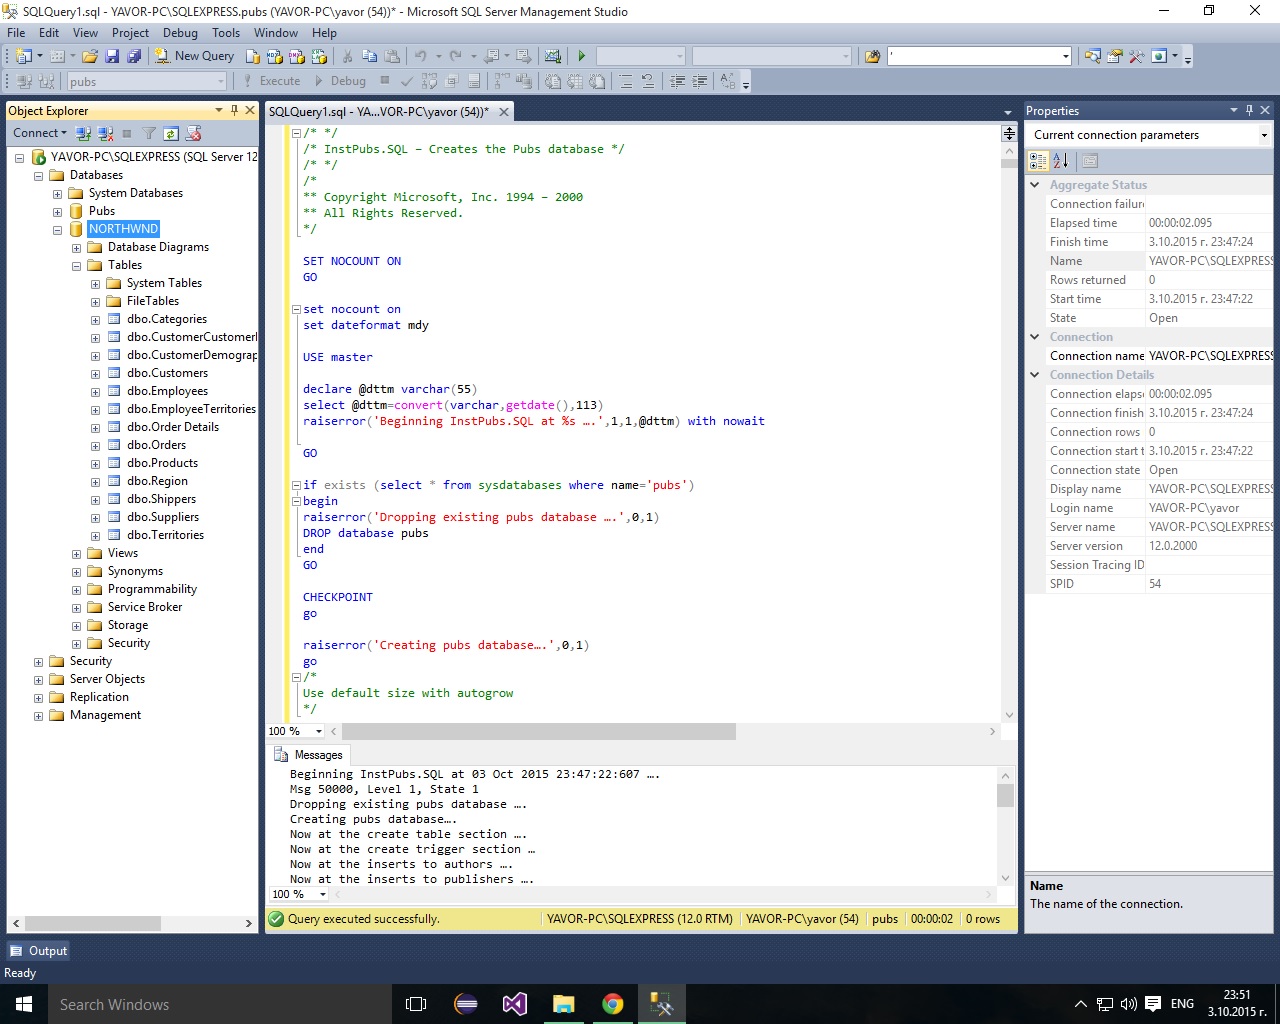 SQLQuery1.sql - YAVOR-PC\SQLEXPRESS.pubs (YAVOR-PC\yavor (54))* - Microsoft SQL Server Management Studio
File Edit View Project Debug Tools Window Help
New Query
pubs Execute Debug
Object Explorer
Connect
YAVOR-PC\SQLEXPRESS (SQL Server 12
Databases
System Databases
Pubs
NORTHWND
Database Diagrams
Tables
System Tables
FileTables
dbo.Categories
dbo.CustomerCustomerI
dbo.CustomerDemograp
dbo.Customers
dbo.Employees
dbo.EmployeeTerritories
dbo.Order Details
dbo.Orders
dbo.Products
dbo.Region
dbo.Shippers
dbo.Suppliers
dbo.Territories
Views
Synonyms
Programmability
Service Broker
Storage
Security
Security
Server Objects
Replication
Management
SQLQuery1.sql - YA...VOR-PC\yavor (54))*
/* */
/* InstPubs.SQL – Creates the Pubs database */
/* */
/*
** Copyright Microsoft, Inc. 1994 – 2000
** All Rights Reserved.
*/
SET NOCOUNT ON
GO
set nocount on
set dateformat mdy
USE master
declare @dttm varchar(55)
select @dttm=convert(varchar,getdate(),113)
raiserror('Beginning InstPubs.SQL at %s ….',1,1,@dttm) with nowait
GO
if exists (select * from sysdatabases where name='pubs')
begin
raiserror('Dropping existing pubs database ….',0,1)
DROP database pubs
end
GO
CHECKPOINT
go
raiserror('Creating pubs database….',0,1)
go
/*
Use default size with autogrow
*/
100 %
Messages
Beginning InstPubs.SQL at 03 Oct 2015 23:47:22:607 ….
Msg 50000, Level 1, State 1
Dropping existing pubs database ….
Creating pubs database….
Now at the create table section ….
Now at the create trigger section …
Now at the inserts to authors ….
Now at the inserts to publishers ….
100 %
Query executed successfully. YAVOR-PC\SQLEXPRESS (12.0 RTM) YAVOR-PC\yavor (54) pubs 00:00:02 0 rows
Properties
Current connection parameters
Aggregate Status
Connection failure
Elapsed time 00:00:02.095
Finish time 3.10.2015 г. 23:47:24
Name YAVOR-PC\SQLEXPRESS
Rows returned 0
Start time 3.10.2015 г. 23:47:22
State Open
Connection
Connection name YAVOR-PC\SQLEXPRESS
Connection Details
Connection elaps 00:00:02.095
Connection finish 3.10.2015 г. 23:47:24
Connection rows 0
Connection start t 3.10.2015 г. 23:47:22
Connection state Open
Display name YAVOR-PC\SQLEXPRESS
Login name YAVOR-PC\yavor
Server name YAVOR-PC\SQLEXPRESS
Server version 12.0.2000
Session Tracing ID
SPID 54
Name
The name of the connection.
Output
Ready
Search Windows
ENG
23:51
3.10.2015 г.